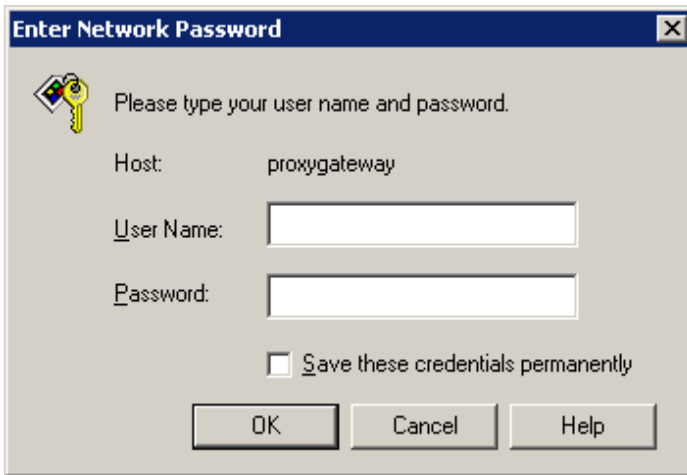 Enter Network Password
Please type your user name and password.
Host: proxygateway
User Name:
Password:
Save these credentials permanently
OK Cancel Help